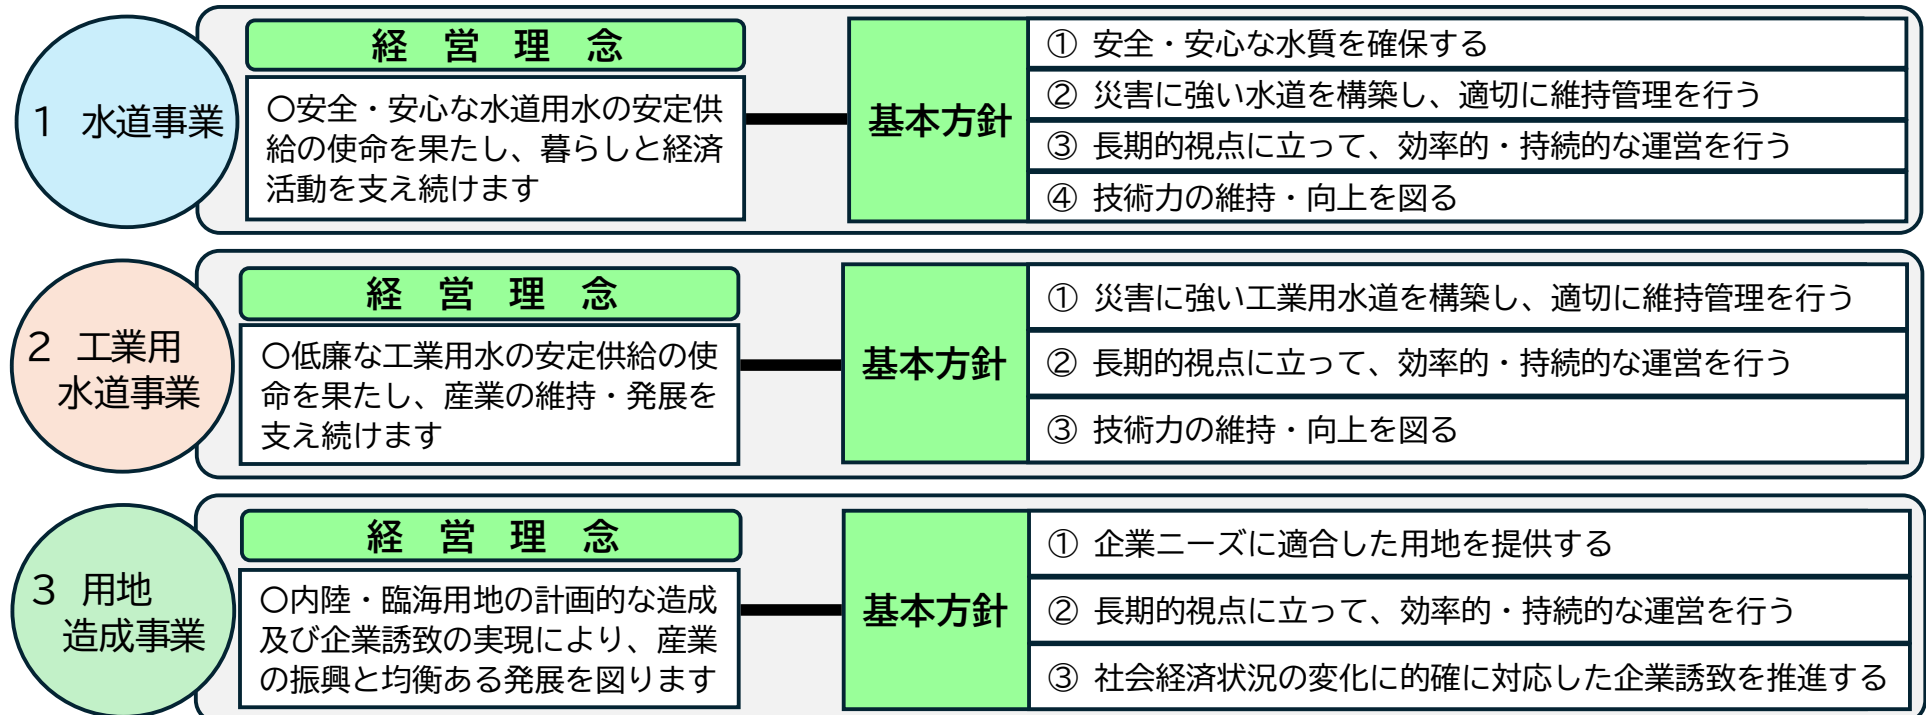 1 水道事業
経 営 理 念
〇安全・安心な水道用水の安定供
給の使命を果たし、暮らしと経済
活動を支え続けます
基本方針
① 安全・安心な水質を確保する
② 災害に強い水道を構築し、適切に維持管理を行う
③ 長期的視点に立って、効率的・持続的な運営を行う
④ 技術力の維持・向上を図る
2 工業用
水道事業
経 営 理 念
〇低廉な工業用水の安定供給の使
命を果たし、産業の維持・発展を
支え続けます
基本方針
① 災害に強い工業用水道を構築し、適切に維持管理を行う
② 長期的視点に立って、効率的・持続的な運営を行う
③ 技術力の維持・向上を図る
3 用地
造成事業
経 営 理 念
〇内陸・臨海用地の計画的な造成
及び企業誘致の実現により、産業
の振興と均衡ある発展を図ります
基本方針
① 企業ニーズに適合した用地を提供する
② 長期的視点に立って、効率的・持続的な運営を行う
③ 社会経済状況の変化に的確に対応した企業誘致を推進する